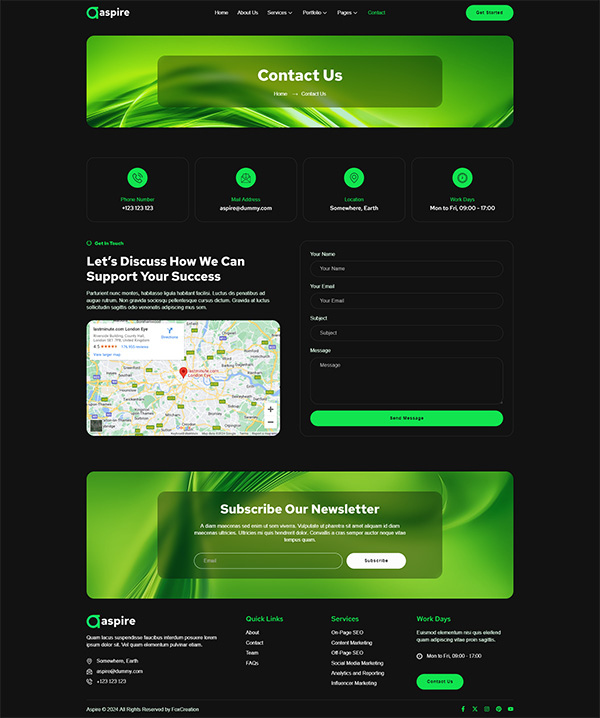 aspire
Home About Us Services Portfolio Pages Contact
Get Started
Contact Us
Home Contact Us
Phone Number
+123 123 123
Mail Address
aspire@dummy.com
Location
Somewhere, Earth
Work Days
Mon to Fri, 09:00 - 17:00
Get In Touch
Let's Discuss How We Can
Support Your Success
Parturient nunc montes, habitasse ligula habitant facilisi. Luctus dis penatibus ad
augue rutrum. Non gravida sociosqu pellentesque cursus dictum. Gravida at luctus
sollicitudin sagittis odio venenatis adipiscing mus sem.
lastminute.com London Eye
Riverside Building, County Hall,
London SE1 7PB, United Kingdom
Directions
View larger map
lastminute.com
London Eye
Your Name
Your Name
Your Email
Your Email
Subject
Subject
Message
Message
Send Message
Subscribe Our Newsletter
A diam maecenas sed enim ut sem viverra. Vulputate ut pharetra sit amet aliquam id diam
maecenas ultricies. Ultricies mi quis hendrerit dolor. Convallis a cras semper auctor neque vitae
tempus quam.
Email
Subscribe
aspire
Quam lacus suspendisse faucibus interdum posuere lorem
ipsum dolor sit. Vel quam elementum pulvinar etiam.
Somewhere, Earth
aspire@dummy.com
+123 123 123
Quick Links
About
Contact
Team
FAQs
Services
On-Page SEO
Content Marketing
Off-Page SEO
Social Media Marketing
Analytics and Reporting
Influencer Marketing
Work Days
Euismod elementum nisi quis eleifend
quam adipiscing vitae proin sagittis.
Mon to Fri, 09:00 - 17:00
Contact Us
Aspire © 2024 All Rights Reserved by FoxCreation